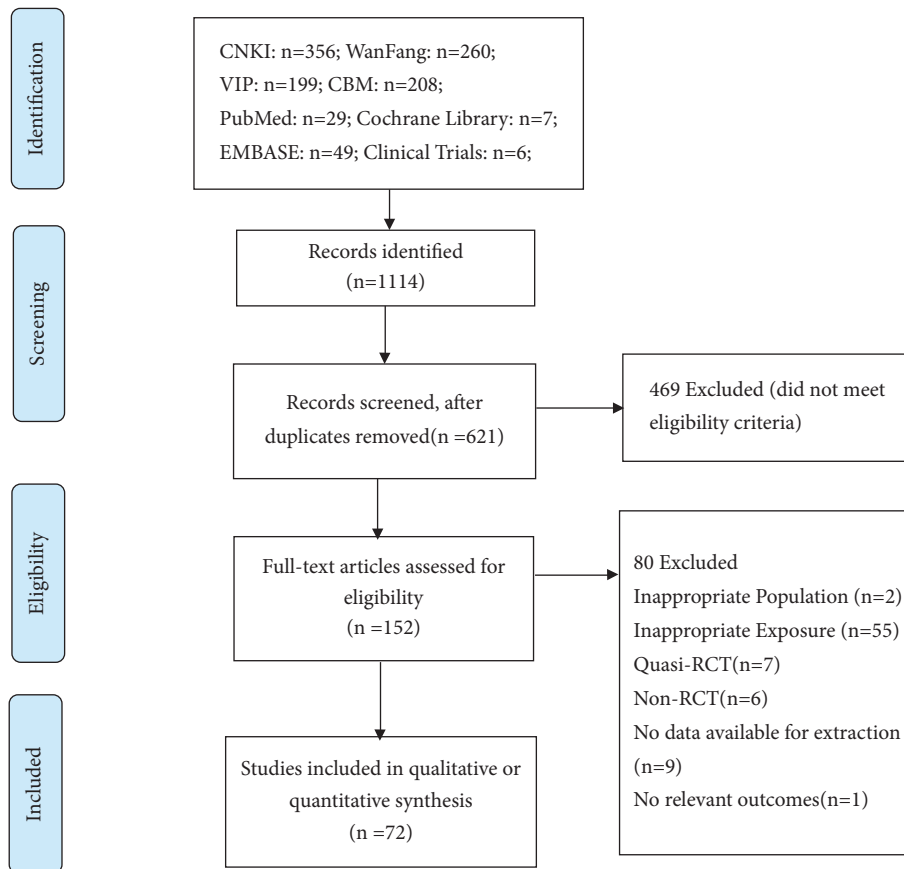 Identification
CNKI: n=356; WanFang: n=260;
VIP: n=199; CBM: n=208;
PubMed: n=29; Cochrane Library: n=7;
EMBASE: n=49; Clinical Trials: n=6;
Screening
Records identified
(n=1114)
Records screened, after
duplicates removed(n =621)
469 Excluded (did not meet
eligibility criteria)
Eligibility
Full-text articles assessed for
eligibility
(n =152)
80 Excluded
Inappropriate Population (n=2)
Inappropriate Exposure (n=55)
Quasi-RCT(n=7)
Non-RCT(n=6)
No data available for extraction
(n=9)
No relevant outcomes(n=1)
Included
Studies included in qualitative or
quantitative synthesis
(n =72)